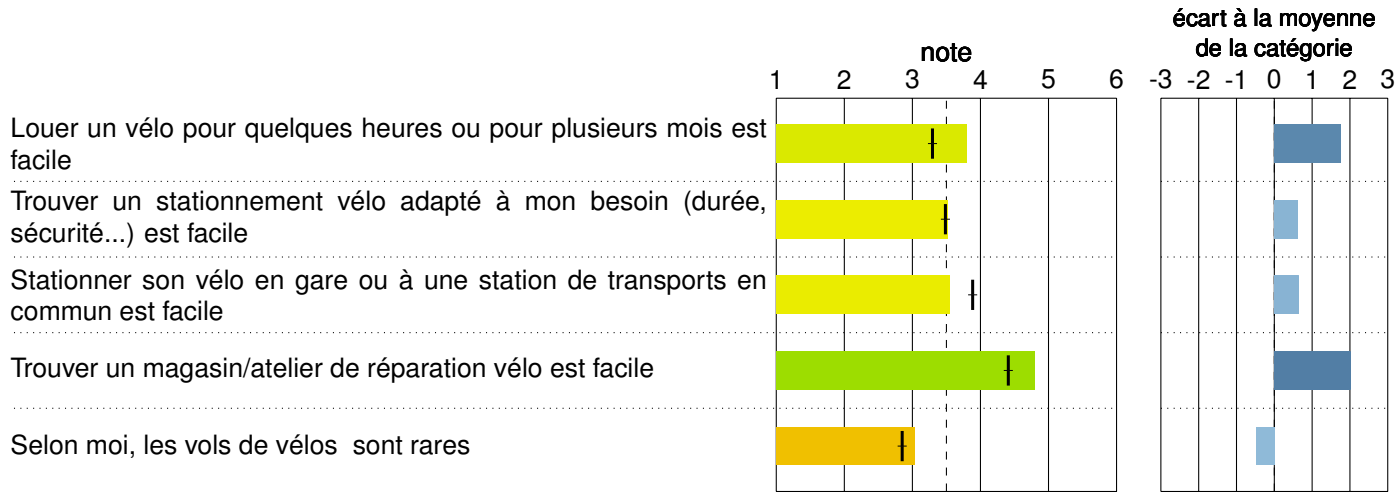 écart à la moyenne
de la catégorie
note
1 2 3 4 5 6
-3 -2 -1 0 1 2 3
Louer un vélo pour quelques heures ou pour plusieurs mois est
facile
Trouver un stationnement vélo adapté à mon besoin (durée,
sécurité...) est facile
Stationner son vélo en gare ou à une station de transports en
commun est facile
Trouver un magasin/atelier de réparation vélo est facile
Selon moi, les vols de vélos sont rares